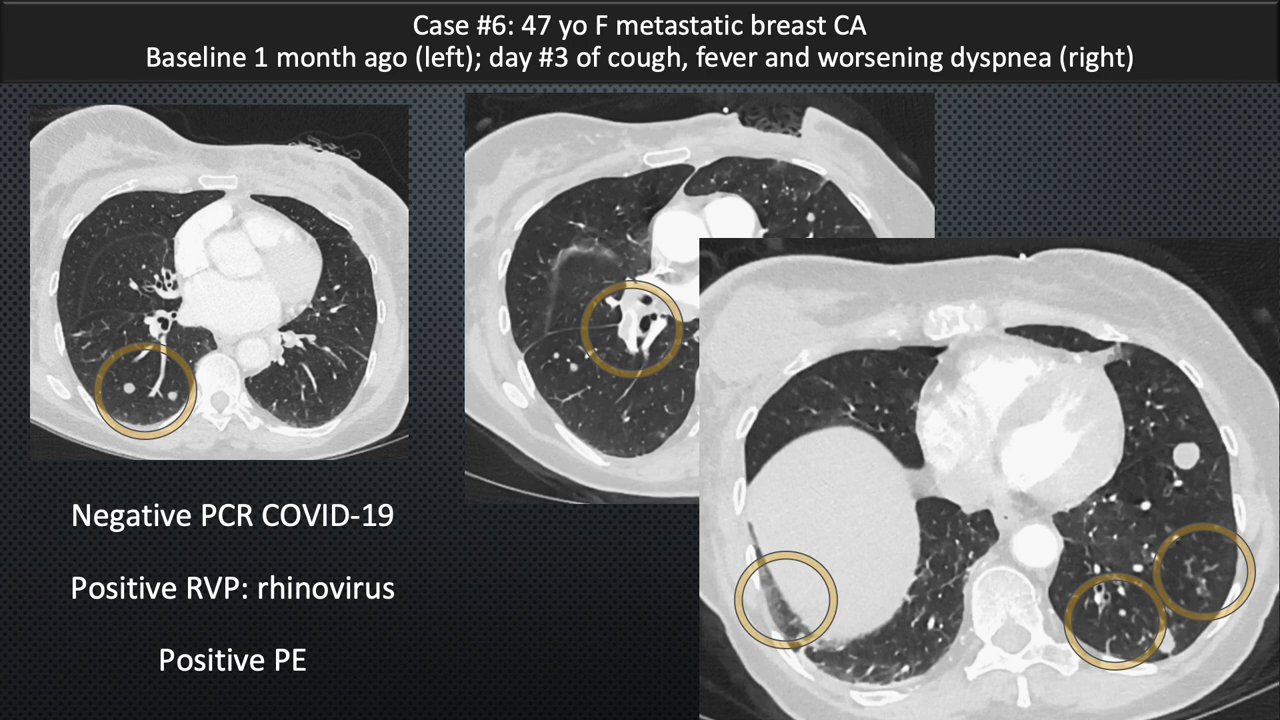 Case #6: 47 yo F metastatic breast CA
Baseline 1 month ago (left); day #3 of cough, fever and worsening dyspnea (right)
Negative PCR COVID-19
Positive RVP: rhinovirus
Positive PE